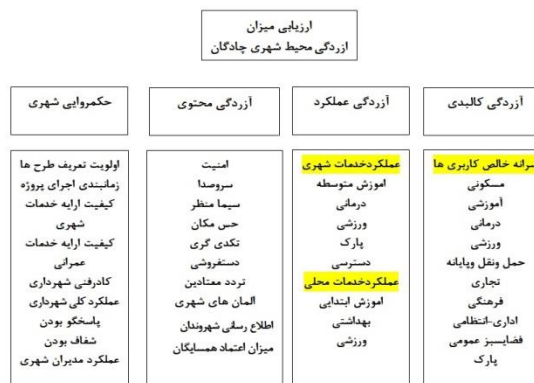 ارزیابی میزان
ازردگی محیط شهری چادگان
آزردگی کالبدی
سرانه خالص کاربری ها
مسکونی
آموزشی
درمانی
ورزشی
حمل ونقل وپایانه
تجاری
فرهنگی
اداری-انتظامی
فضایسبز عمومی
پارک
آزردگی عملکرد
عملکردخدمات شهری
اموزش متوسطه
درمانی
ورزشی
پارک
دسترسی
عملکردخدمات محلی
اموزش ابتدایی
بهداشتی
ورزشی
آزردگی محتوی
امنیت
سروصدا
سیما منظر
حس مکان
تکدی گری
دستفروشی
تردد معتادین
المان های شهری
اطلاع رسانی شهروندان
میزان اعتماد همسایگان
حکمروایی شهری
اولویت تعریف طرح ها
زمانبندی اجرای پروژه
کیفیت ارایه خدمات
شهری
کیفیت ارایه خدمات
عمرانی
کادرفنی شهرداری
عملکرد کلی شهرداری
پاسخگو بودن
شفاف بودن
عملکرد مدیران شهری